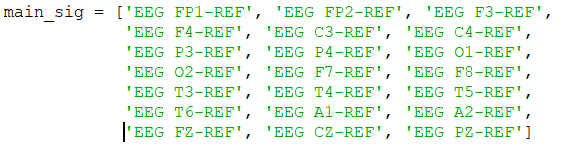 main_sig = ['EEG FP1-REF', 'EEG FP2-REF', 'EEG F3-REF',
'EEG F4-REF', 'EEG C3-REF', 'EEG C4-REF',
'EEG P3-REF', 'EEG P4-REF', 'EEG O1-REF',
'EEG O2-REF', 'EEG F7-REF', 'EEG F8-REF',
'EEG T3-REF', 'EEG T4-REF', 'EEG T5-REF',
'EEG T6-REF', 'EEG A1-REF', 'EEG A2-REF',
'EEG FZ-REF', 'EEG CZ-REF', 'EEG PZ-REF']